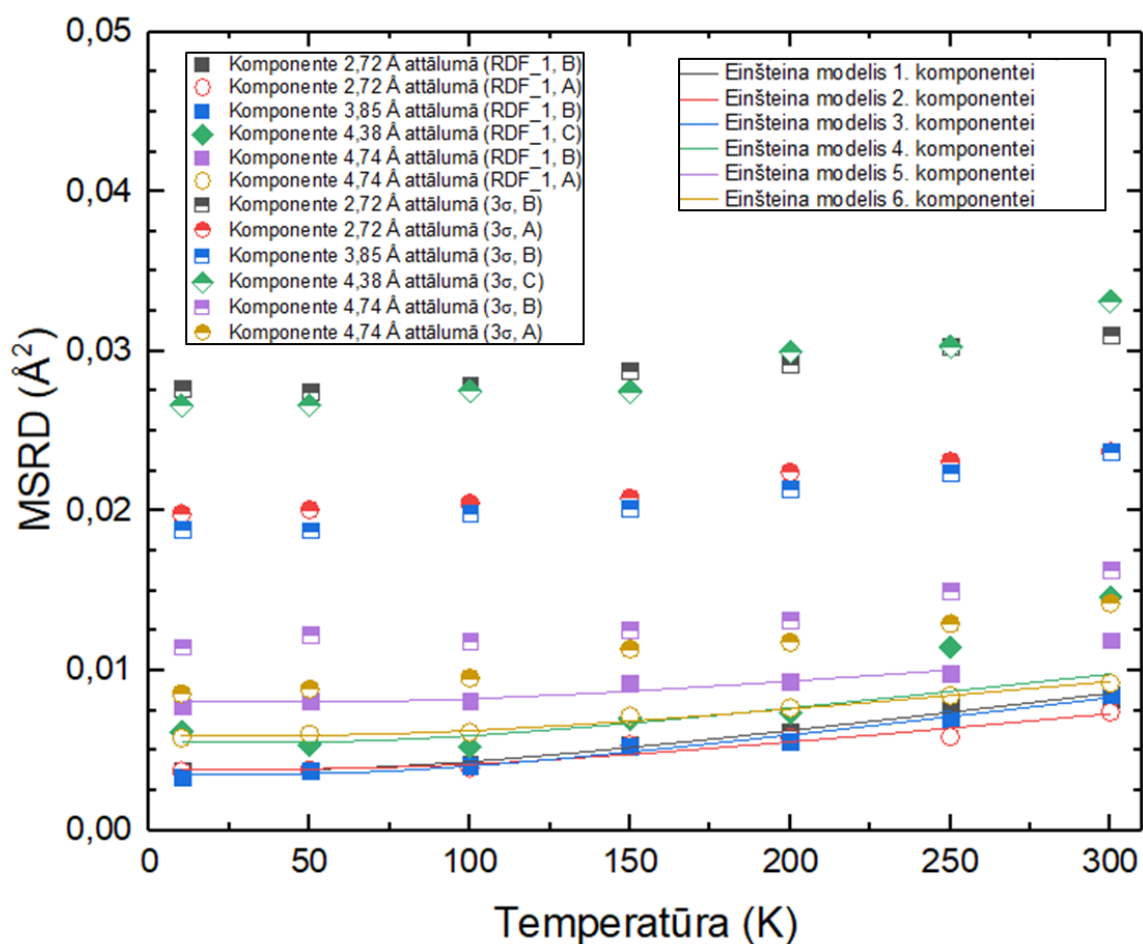 0,05
Komponente 2,72 Å attālumā (RDF_1, B)
Komponente 2,72 Å attālumā (RDF_1, A)
Komponente 3,85 Å attālumā (RDF_1, B)
Komponente 4,38 Å attālumā (RDF_1, C)
Komponente 4,74 Å attālumā (RDF_1, B)
Komponente 4,74 Å attālumā (RDF_1, A)
Komponente 2,72 Å attālumā (3σ, B)
Komponente 2,72 Å attālumā (3σ, A)
Komponente 3,85 Å attālumā (3σ, B)
Komponente 4,38 Å attālumā (3σ, C)
Komponente 4,74 Å attālumā (3σ, B)
Komponente 4,74 Å attālumā (3σ, A)
Einšteina modelis 1. komponentei
Einšteina modelis 2. komponentei
Einšteina modelis 3. komponentei
Einšteina modelis 4. komponentei
Einšteina modelis 5. komponentei
Einšteina modelis 6. komponentei
0,04
0,03
0,02
0,01
0,00
MSRD (Å²)
0 50 100 150 200 250 300
Temperatūra (K)